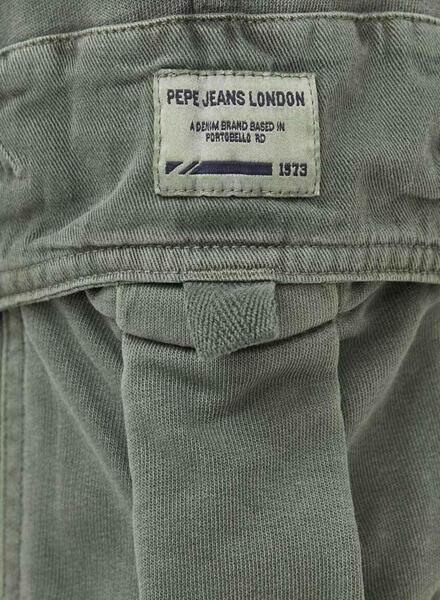 PEPE JEANS LONDON
A DENIM BRAND BASED IN
PORTOBELLO RD
1973